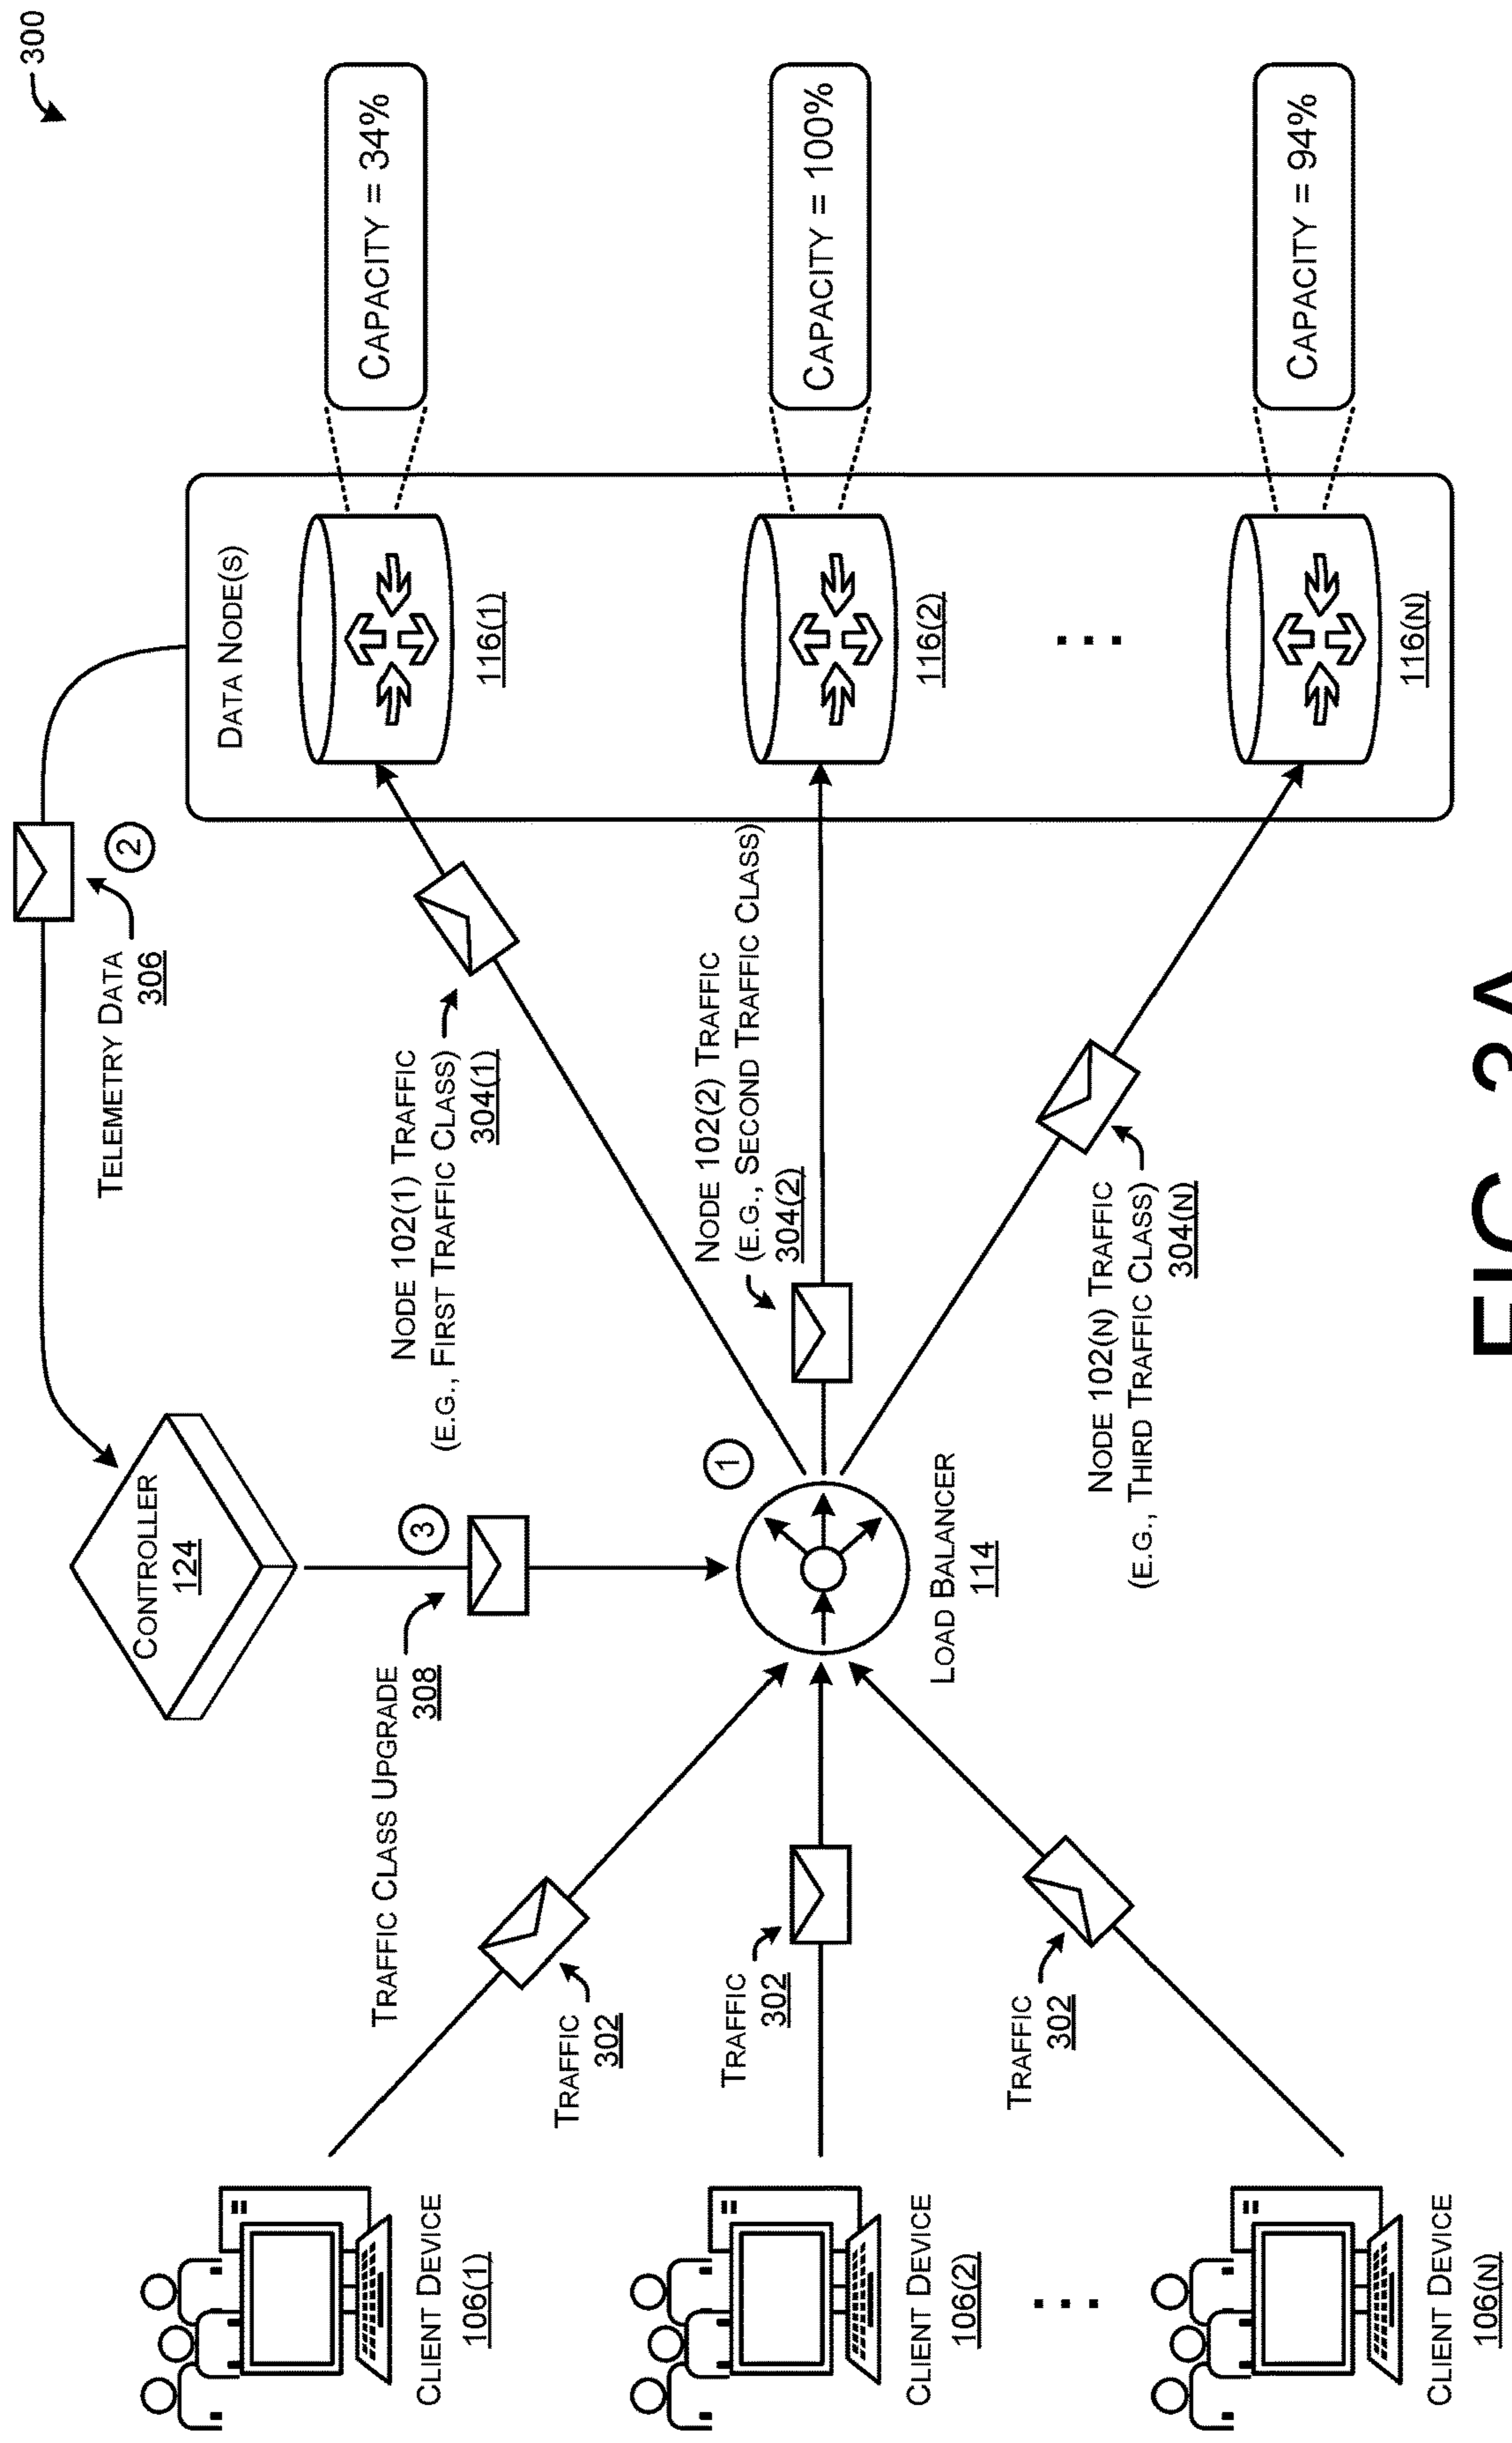 300
CONTROLLER
124
TELEMETRY DATA
306
2
DATA NODE(S)
TRAFFIC CLASS UPGRADE
308
3
NODE 102(1) TRAFFIC
(E.G., FIRST TRAFFIC CLASS)
304(1)
116(1)
CAPACITY = 34%
CLIENT DEVICE
106(1)
TRAFFIC
302
1
NODE 102(2) TRAFFIC
(E.G., SECOND TRAFFIC CLASS)
304(2)
116(2)
CAPACITY = 100%
TRAFFIC
302
LOAD BALANCER
114
CLIENT DEVICE
106(2)
TRAFFIC
302
NODE 102(N) TRAFFIC
(E.G., THIRD TRAFFIC CLASS)
304(N)
116(N)
CAPACITY = 94%
CLIENT DEVICE
106(N)